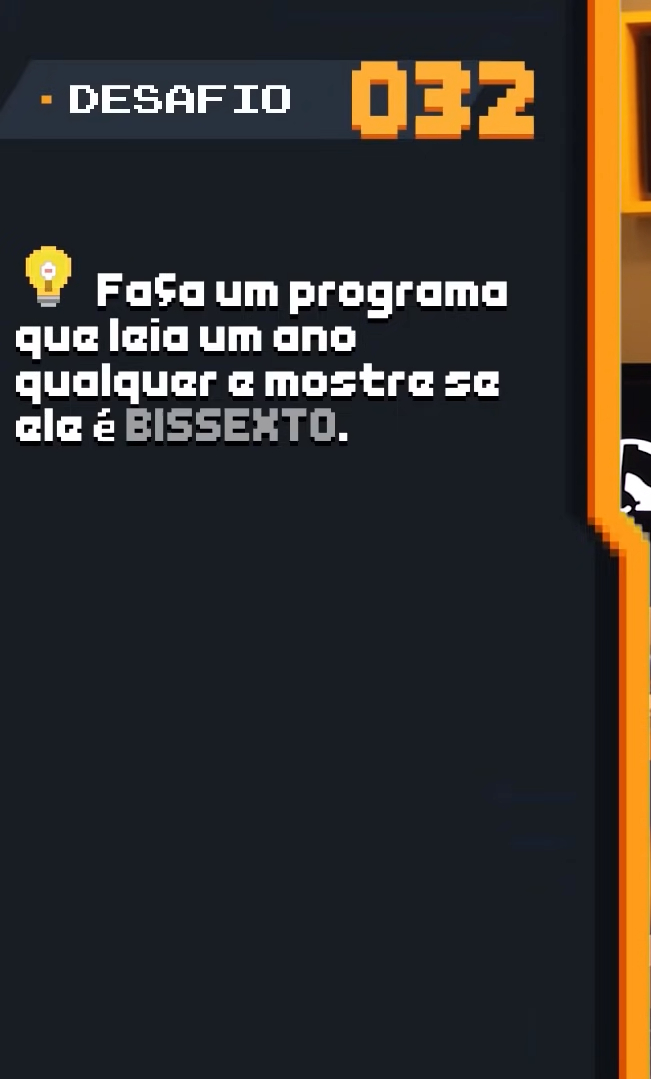 DESAFIO 032
Faça um programa
que leia um ano
qualquer e mostre se
ele é BISSEXTO.